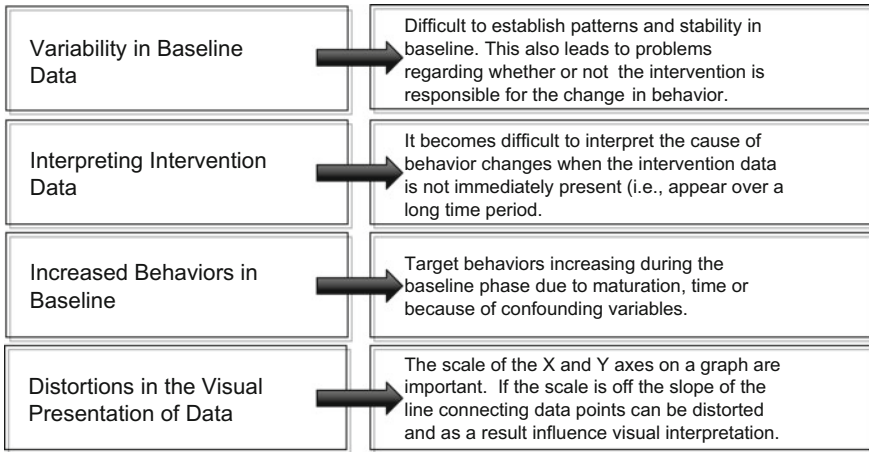 Variability in Baseline
Data
Difficult to establish patterns and stability in
baseline. This also leads to problems
regarding whether or not the intervention is
responsible for the change in behavior.
Interpreting Intervention
Data
It becomes difficult to interpret the cause of
behavior changes when the intervention data
is not immediately present (i.e., appear over a
long time period.
Increased Behaviors in
Baseline
Target behaviors increasing during the
baseline phase due to maturation, time or
because of confounding variables.
Distortions in the Visual
Presentation of Data
The scale of the X and Y axes on a graph are
important. If the scale is off the slope of the
line connecting data points can be distorted
and as a result influence visual interpretation.